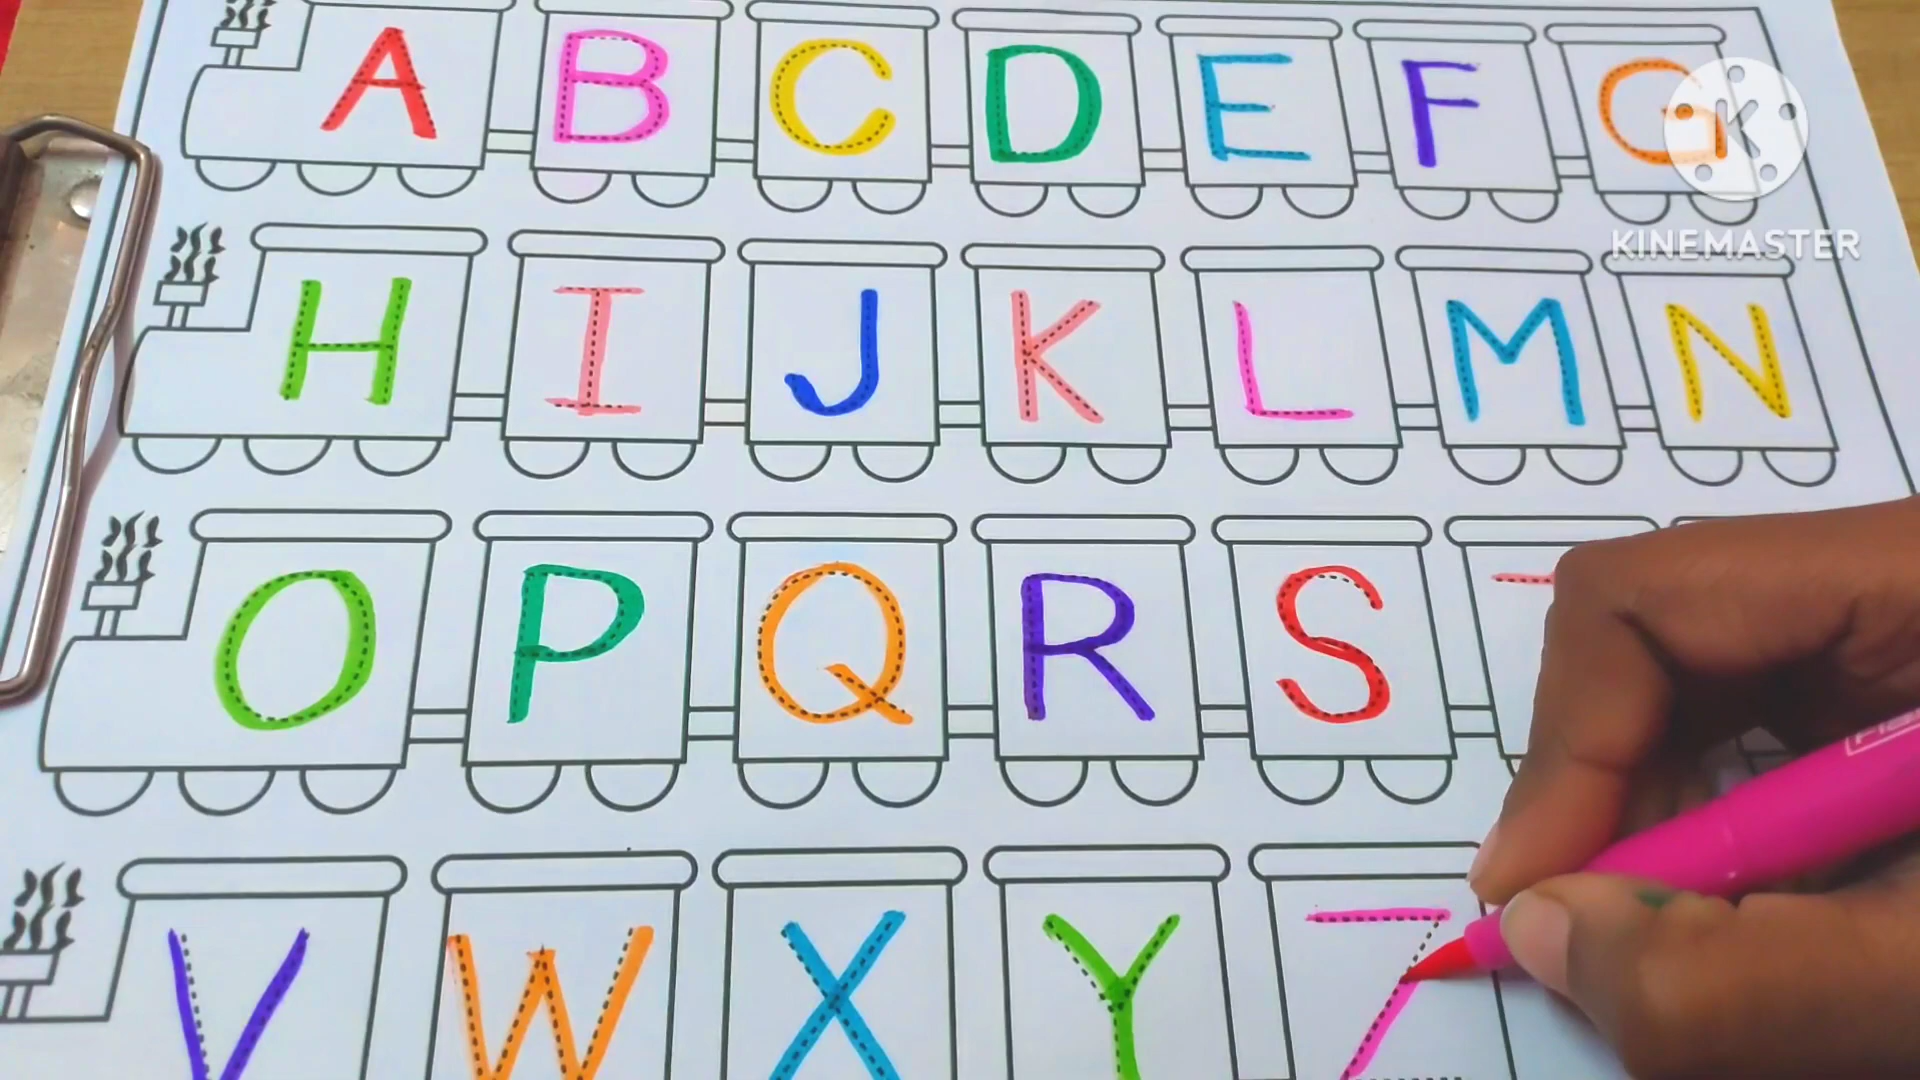 A B C D E F G
K
KINEMASTER
H I J K L M N
O P Q R S
V W X Y Z